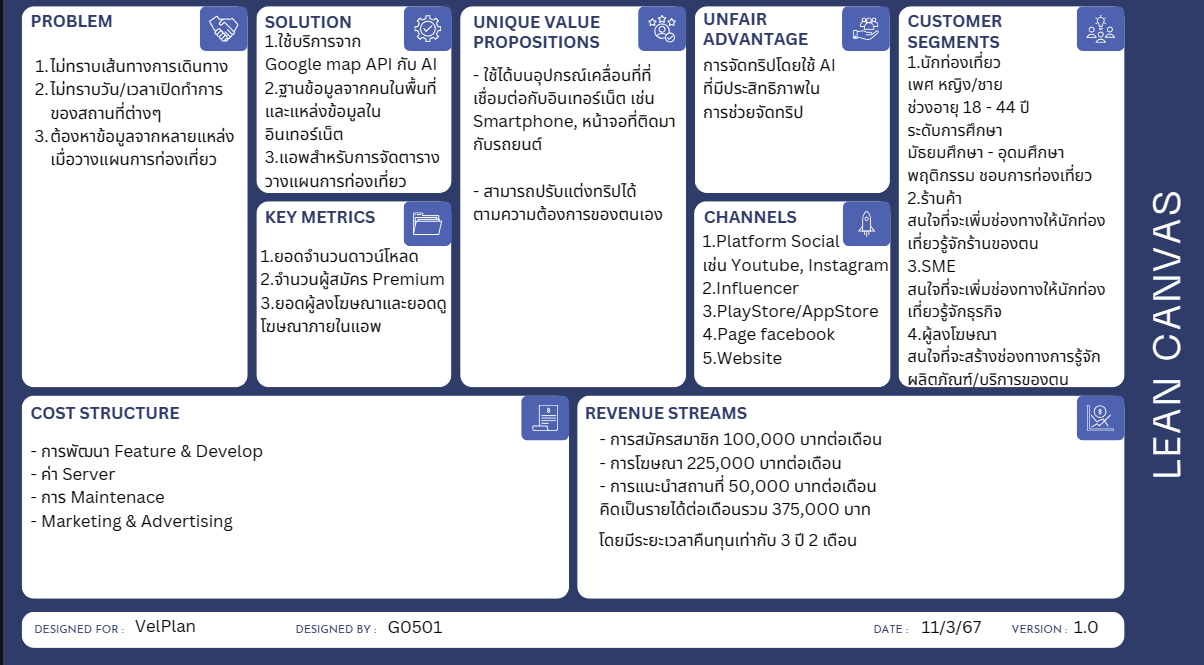 PROBLEM
1.ไม่ทราบเส้นทางการเดินทาง
2.ไม่ทราบวัน/เวลาเปิดทำการ
ของสถานที่ต่างๆ
3.ต้องหาข้อมูลจากหลายแหล่ง
เมื่อวางแผนการท่องเที่ยว
SOLUTION
1.ใช้บริการจาก
Google map API กับ AI
2.ฐานข้อมูลจากคนในพื้นที่
และแหล่งข้อมูลใน
อินเทอร์เน็ต
3.แอพสำหรับการจัดตาราง
วางแผนการท่องเที่ยว
KEY METRICS
1.ยอดจำนวนดาวน์โหลด
2.จำนวนผู้สมัคร Premium
3.ยอดผู้ลงโฆษณาและยอดดู
โฆษณาภายในแอพ
UNIQUE VALUE
PROPOSITIONS
- ใช้ได้บนอุปกรณ์เคลื่อนที่ที่
เชื่อมต่อกับอินเทอร์เน็ต เช่น
Smartphone, หน้าจอที่ติดมา
กับรถยนต์
- สามารถปรับแต่งทริปได้
ตามความต้องการของตนเอง
UNFAIR
ADVANTAGE
การจัดทริปโดยใช้ AI
ที่มีประสิทธิภาพใน
การช่วยจัดทริป
CHANNELS
1.Platform Social
เช่น Youtube, Instagram
2.Influencer
3.PlayStore/AppStore
4.Page facebook
5.Website
CUSTOMER
SEGMENTS
1.นักท่องเที่ยว
เพศ หญิง/ชาย
ช่วงอายุ 18 - 44 ปี
ระดับการศึกษา
มัธยมศึกษา - อุดมศึกษา
พฤติกรรม ชอบการท่องเที่ยว
2.ร้านค้า
สนใจที่จะเพิ่มช่องทางให้นักท่อง
เที่ยวรู้จักร้านของตน
3.SME
สนใจที่จะเพิ่มช่องทางให้นักท่อง
เที่ยวรู้จักธุรกิจ
4.ผู้ลงโฆษณา
สนใจที่จะสร้างช่องทางการรู้จัก
ผลิตภัณฑ์/บริการของตน
COST STRUCTURE
- การพัฒนา Feature & Develop
- ค่า Server
- การ Maintenace
- Marketing & Advertising
REVENUE STREAMS
- การสมัครสมาชิก 100,000 บาทต่อเดือน
- การโฆษณา 225,000 บาทต่อเดือน
- การแนะนำสถานที่ 50,000 บาทต่อเดือน
คิดเป็นรายได้ต่อเดือนรวม 375,000 บาท
โดยมีระยะเวลาคืนทุนเท่ากับ 3 ปี 2 เดือน
LEAN CANVAS
DESIGNED FOR : VelPlan
DESIGNED BY : G0501
DATE : 11/3/67
VERSION : 1.0